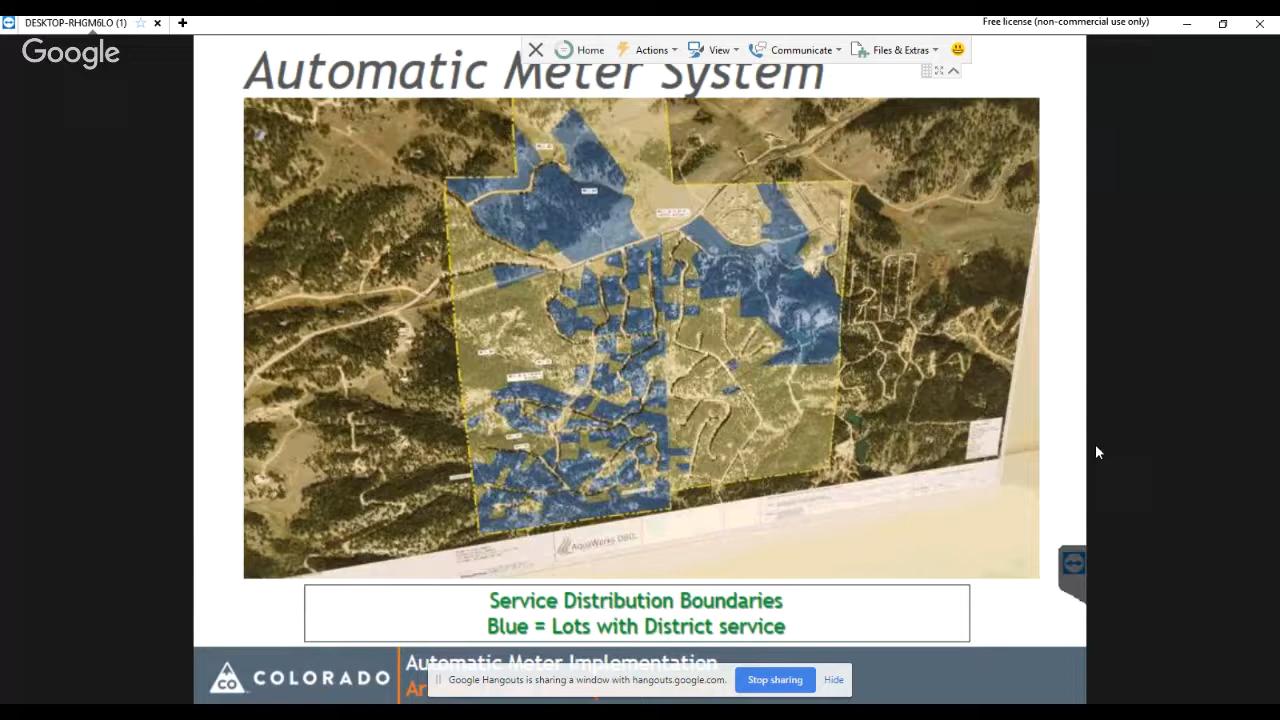 DESKTOP-RHGM6LO (1)
Free license (non-commercial use only)
Google
Home Actions View Communicate Files & Extras
Automatic Meter System
AquaWorks DBO,
Service Distribution Boundaries
Blue = Lots with District service
CO
COLORADO
Automatic Meter Implementation
Google Hangouts is sharing a window with hangouts.google.com.
Stop sharing
Hide
Ar